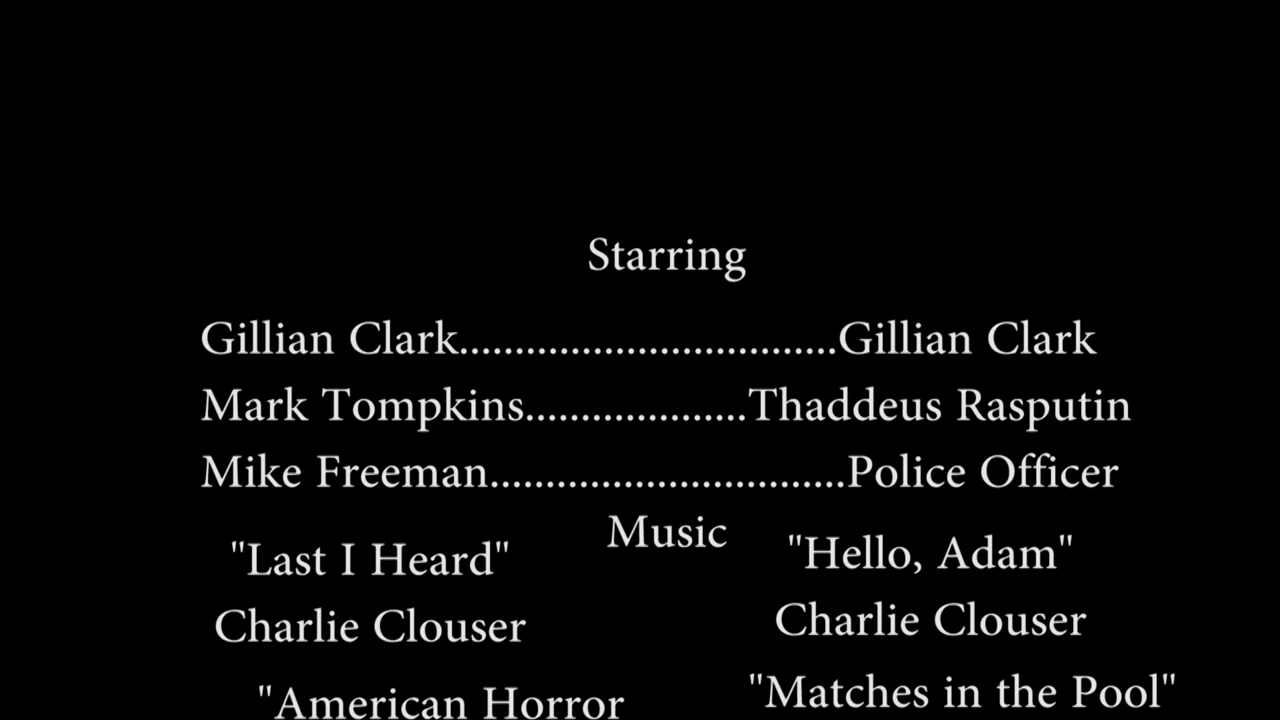 Starring
Gillian Clark..................................Gillian Clark
Mark Tompkins....................Thaddeus Rasputin
Mike Freeman................................Police Officer
Music
"Last I Heard"
"Hello, Adam"
Charlie Clouser
Charlie Clouser
"American Horror
"Matches in the Pool"